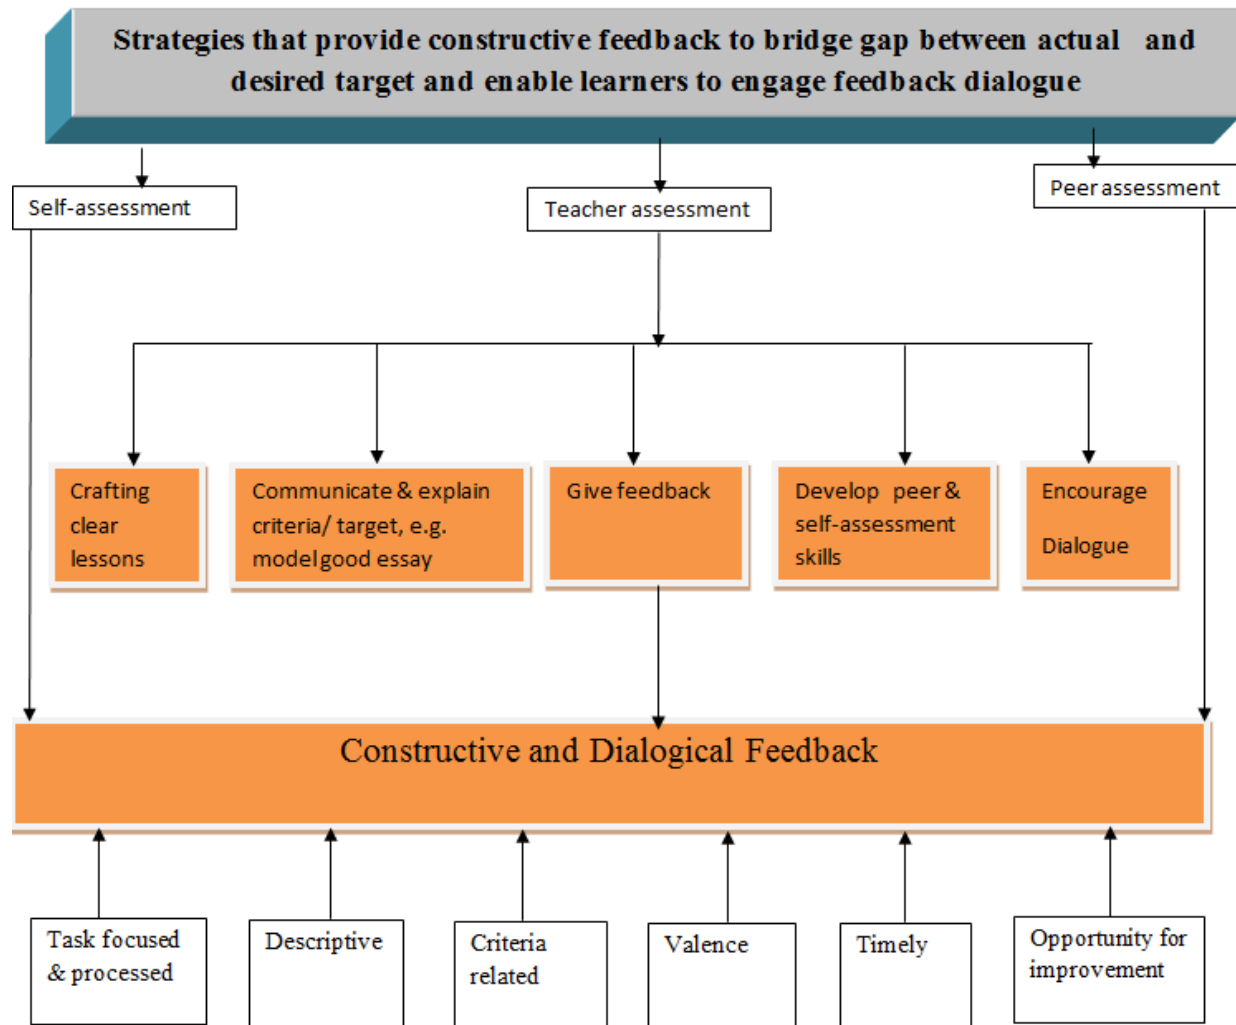 Strategies that provide constructive feedback to bridge gap between actual and
desired target and enable learners to engage feedback dialogue
Self-assessment
Teacher assessment
Peer assessment
Crafting
clear
lessons
Communicate & explain
criteria/ target, e.g.
model good essay
Give feedback
Develop peer &
self-assessment
skills
Encourage
Dialogue
Constructive and Dialogical Feedback
Task focused
& processed
Descriptive
Criteria
related
Valence
Timely
Opportunity for
improvement